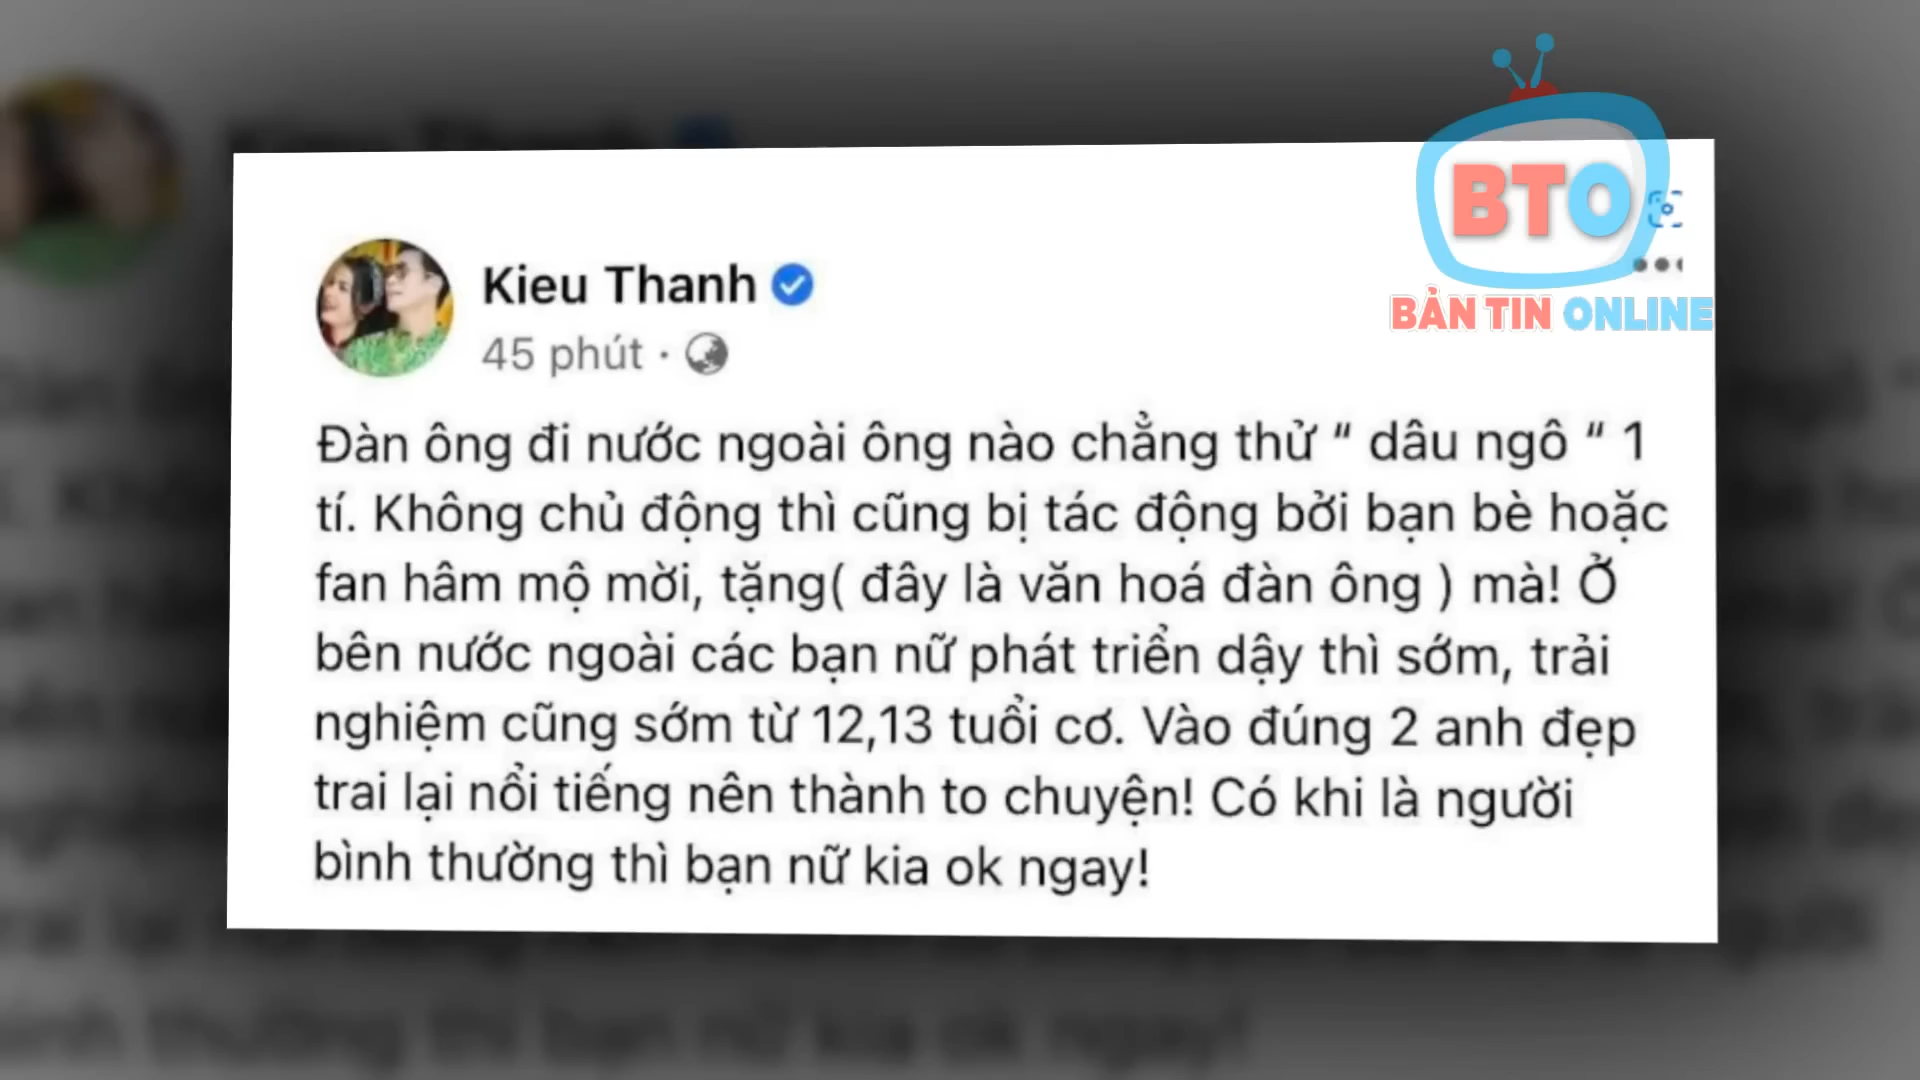 BTO
BẢN TIN ONLINE
Kieu Thanh
45 phút ·
Đàn ông đi nước ngoài ông nào chẳng thử “ dâu ngô “ 1
tí. Không chủ động thì cũng bị tác động bởi bạn bè hoặc
fan hâm mộ mời, tặng( đây là văn hoá đàn ông ) mà! Ở
bên nước ngoài các bạn nữ phát triển dậy thì sớm, trải
nghiệm cũng sớm từ 12,13 tuổi cơ. Vào đúng 2 anh đẹp
trai lại nổi tiếng nên thành to chuyện! Có khi là người
bình thường thì bạn nữ kia ok ngay!